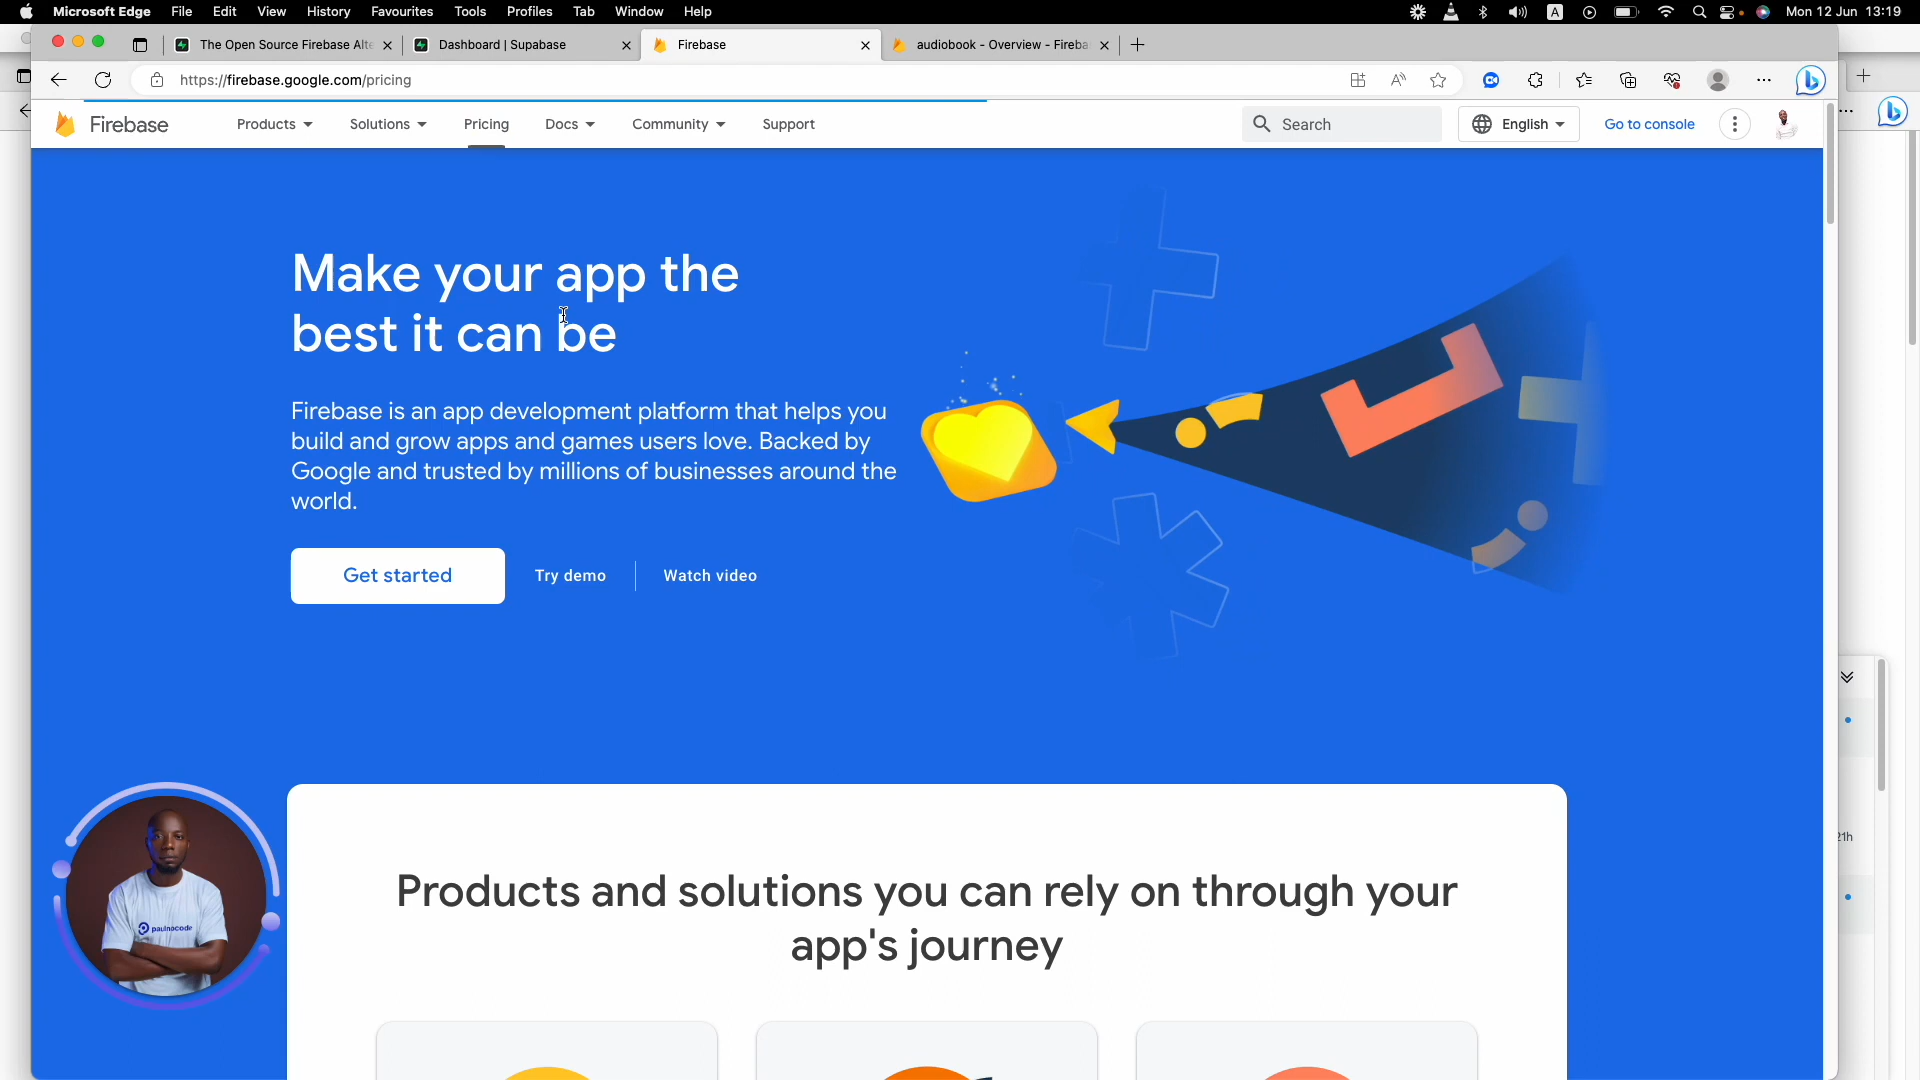 Microsoft Edge File Edit View History Favourites Tools Profiles Tab Window Help A Mon 12 Jun 13:19
The Open Source Firebase Alte Dashboard | Supabase Firebase audiobook - Overview - Fireba
https://firebase.google.com/pricing
Firebase Products Solutions Pricing Docs Community Support Search English Go to console
Make your app the
best it can be
Firebase is an app development platform that helps you
build and grow apps and games users love. Backed by
Google and trusted by millions of businesses around the
world.
Get started Try demo Watch video
Products and solutions you can rely on through your
app's journey
21h
paulnocode